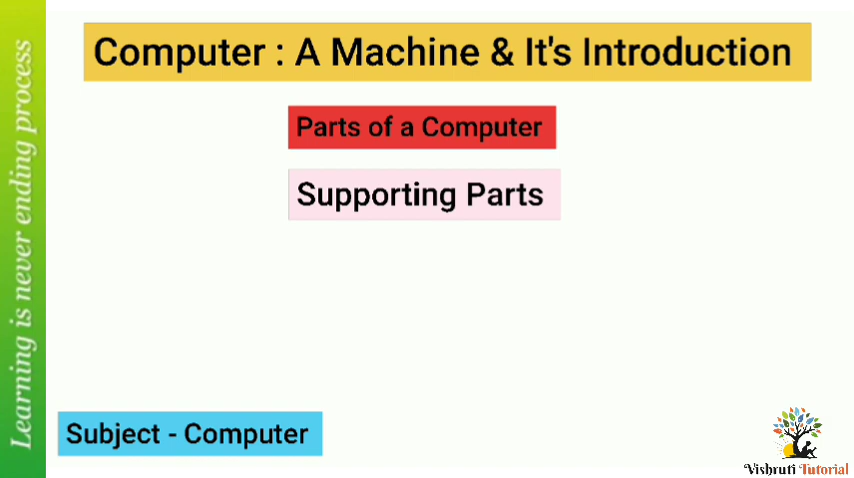 Computer : A Machine & It's Introduction
Parts of a Computer
Supporting Parts
Learning is never ending process
Subject - Computer
Vishruti Tutorial